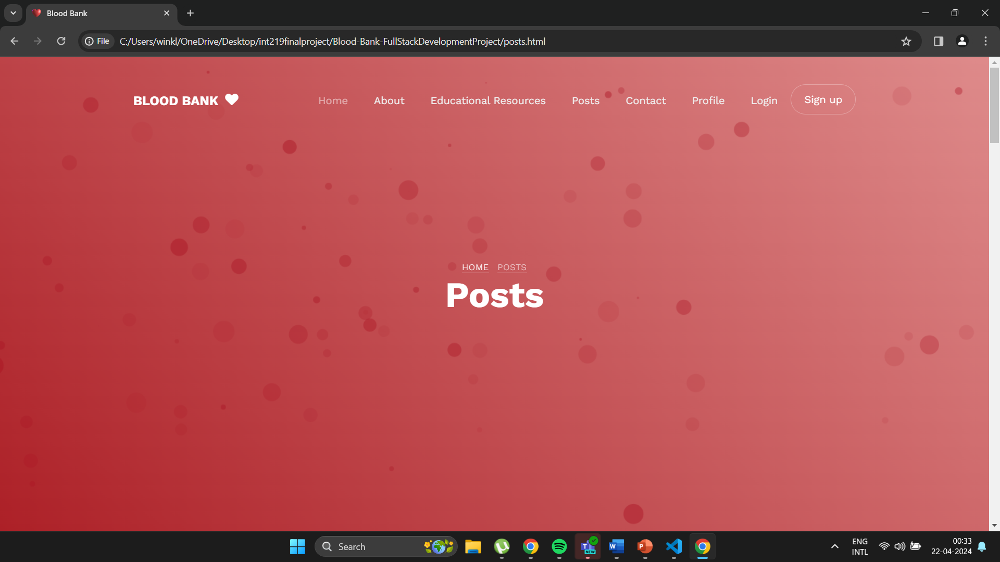 Blood Bank
File C:/Users/winkl/OneDrive/Desktop/int219finalproject/Blood-Bank-FullStackDevelopmentProject/posts.html
BLOOD BANK Home About Educational Resources Posts Contact Profile Login Sign up
HOME POSTS
Posts
Search
NEW
ENG
INTL
00:33
22-04-2024